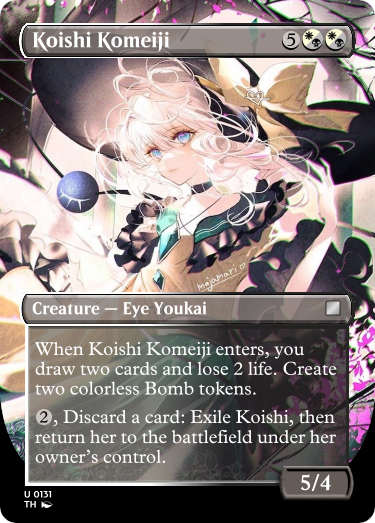 Koishi Komeiji 5
majamari
Creature — Eye Youkai
When Koishi Komeiji enters, you
draw two cards and lose 2 life. Create
two colorless Bomb tokens.
2, Discard a card: Exile Koishi, then
return her to the battlefield under her
owner's control.
5/4
U 0131
TH